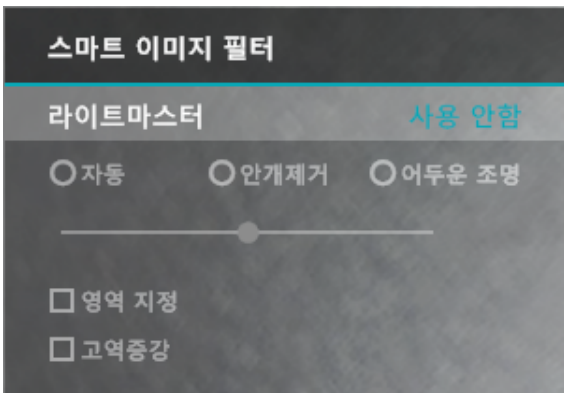 스마트 이미지 필터
라이트마스터 사용 안함
자동 안개제거 어두운 조명
영역 지정
고역증강